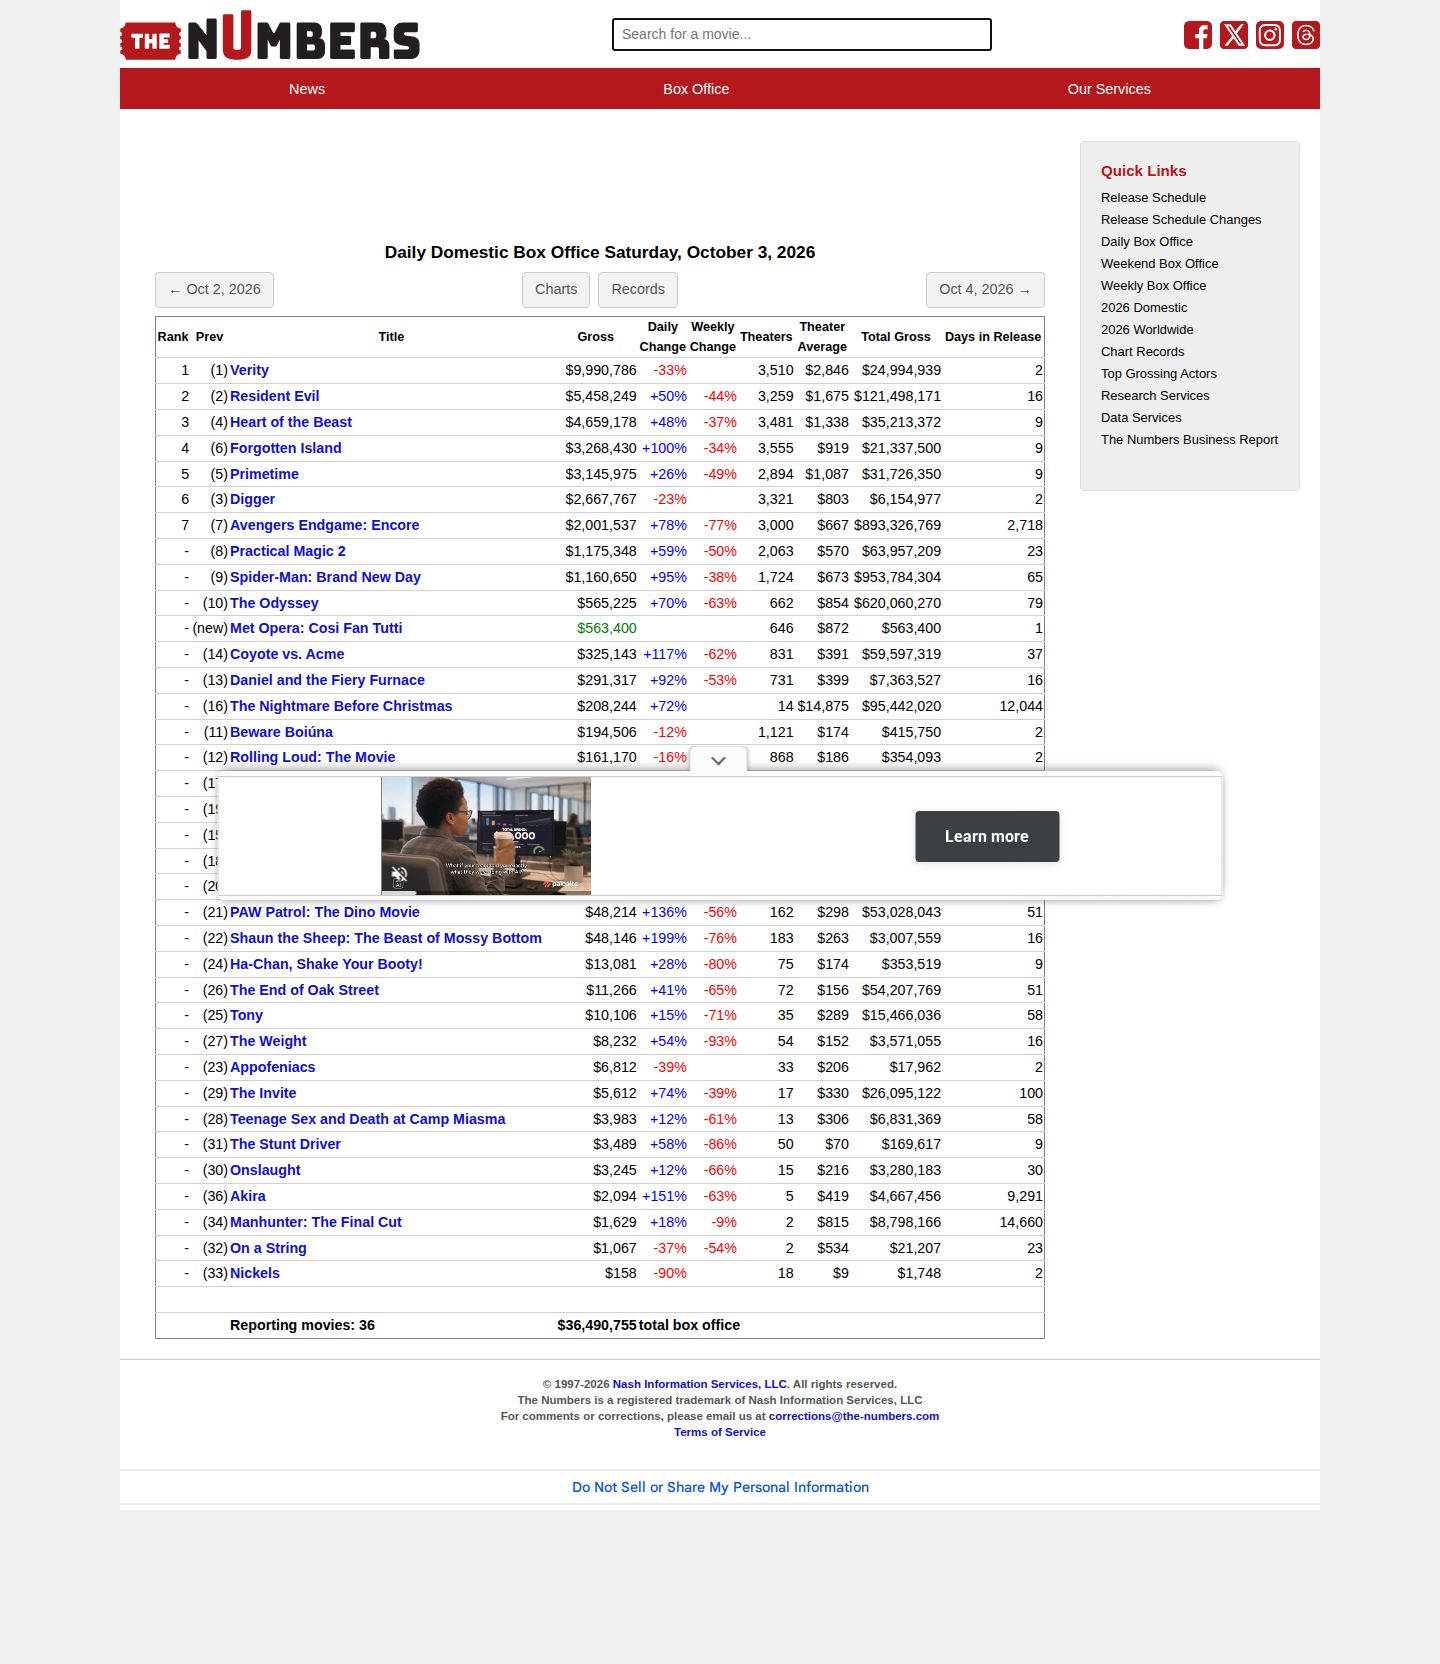 THE NUMBERS
Search for a movie...
News Box Office Our Services
Quick Links
Release Schedule
Release Schedule Changes
Daily Box Office
Weekend Box Office
Weekly Box Office
2026 Domestic
2026 Worldwide
Chart Records
Top Grossing Actors
Research Services
Data Services
The Numbers Business Report
Daily Domestic Box Office Saturday, October 3, 2026
← Oct 2, 2026 Charts Records Oct 4, 2026 →
Rank Prev Title Gross Daily Change Weekly Change Theaters Theater Average Total Gross Days in Release
1 (1) Verity $9,990,786 -33% 3,510 $2,846 $24,994,939 2
2 (2) Resident Evil $5,458,249 +50% -44% 3,259 $1,675 $121,498,171 16
3 (4) Heart of the Beast $4,659,178 +48% -37% 3,481 $1,338 $35,213,372 9
4 (6) Forgotten Island $3,268,430 +100% -34% 3,555 $919 $21,337,500 9
5 (5) Primetime $3,145,975 +26% -49% 2,894 $1,087 $31,726,350 9
6 (3) Digger $2,667,767 -23% 3,321 $803 $6,154,977 2
7 (7) Avengers Endgame: Encore $2,001,537 +78% -77% 3,000 $667 $893,326,769 2,718
- (8) Practical Magic 2 $1,175,348 +59% -50% 2,063 $570 $63,957,209 23
- (9) Spider-Man: Brand New Day $1,160,650 +95% -38% 1,724 $673 $953,784,304 65
- (10) The Odyssey $565,225 +70% -63% 662 $854 $620,060,270 79
- (new) Met Opera: Cosi Fan Tutti $563,400 646 $872 $563,400 1
- (14) Coyote vs. Acme $325,143 +117% -62% 831 $391 $59,597,319 37
- (13) Daniel and the Fiery Furnace $291,317 +92% -53% 731 $399 $7,363,527 16
- (16) The Nightmare Before Christmas $208,244 +72% 14 $14,875 $95,442,020 12,044
- (11) Beware Boiúna $194,506 -12% 1,121 $174 $415,750 2
- (12) Rolling Loud: The Movie $161,170 -16% 868 $186 $354,093 2
Learn more
- (21) PAW Patrol: The Dino Movie $48,214 +136% -56% 162 $298 $53,028,043 51
- (22) Shaun the Sheep: The Beast of Mossy Bottom $48,146 +199% -76% 183 $263 $3,007,559 16
- (24) Ha-Chan, Shake Your Booty! $13,081 +28% -80% 75 $174 $353,519 9
- (26) The End of Oak Street $11,266 +41% -65% 72 $156 $54,207,769 51
- (25) Tony $10,106 +15% -71% 35 $289 $15,466,036 58
- (27) The Weight $8,232 +54% -93% 54 $152 $3,571,055 16
- (23) Appofeniacs $6,812 -39% 33 $206 $17,962 2
- (29) The Invite $5,612 +74% -39% 17 $330 $26,095,122 100
- (28) Teenage Sex and Death at Camp Miasma $3,983 +12% -61% 13 $306 $6,831,369 58
- (31) The Stunt Driver $3,489 +58% -86% 50 $70 $169,617 9
- (30) Onslaught $3,245 +12% -66% 15 $216 $3,280,183 30
- (36) Akira $2,094 +151% -63% 5 $419 $4,667,456 9,291
- (34) Manhunter: The Final Cut $1,629 +18% -9% 2 $815 $8,798,166 14,660
- (32) On a String $1,067 -37% -54% 2 $534 $21,207 23
- (33) Nickels $158 -90% 18 $9 $1,748 2
Reporting movies: 36 $36,490,755 total box office
© 1997-2026 Nash Information Services, LLC. All rights reserved.
The Numbers is a registered trademark of Nash Information Services, LLC
For comments or corrections, please email us at corrections@the-numbers.com
Terms of Service
Do Not Sell or Share My Personal Information